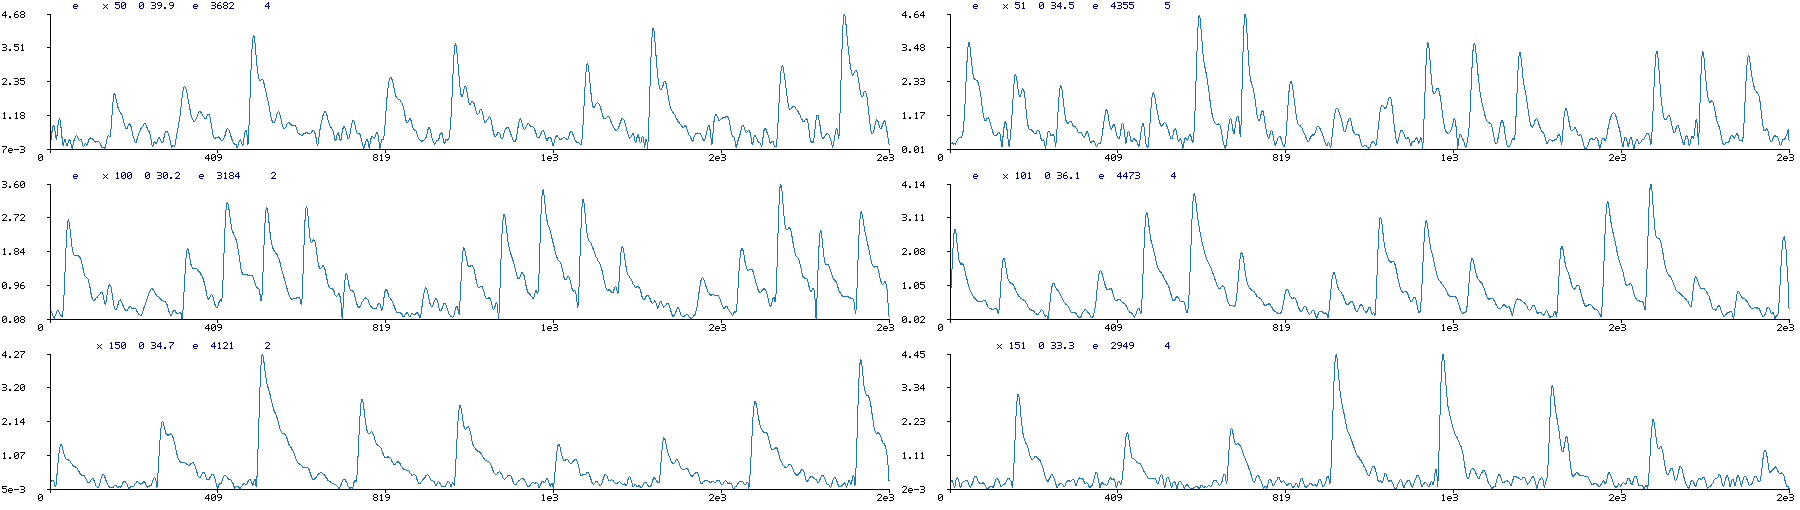 e x 50 0 39.9 e 3682 4
4.68
3.51
2.35
1.18
7e-3
0 409 819 1e3 2e3 2e3
e x 51 0 34.5 e 4355 5
4.64
3.48
2.33
1.17
0.01
0 409 819 1e3 2e3 2e3
e x 100 0 30.2 e 3184 2
3.60
2.72
1.84
0.96
0.08
0 409 819 1e3 2e3 2e3
e x 101 0 36.1 e 4473 4
4.14
3.11
2.08
1.05
0.02
0 409 819 1e3 2e3 2e3
x 150 0 34.7 e 4121 2
4.27
3.20
2.14
1.07
5e-3
0 409 819 1e3 2e3 2e3
x 151 0 33.3 e 2949 4
4.45
3.34
2.23
1.11
2e-3
0 409 819 1e3 2e3 2e3